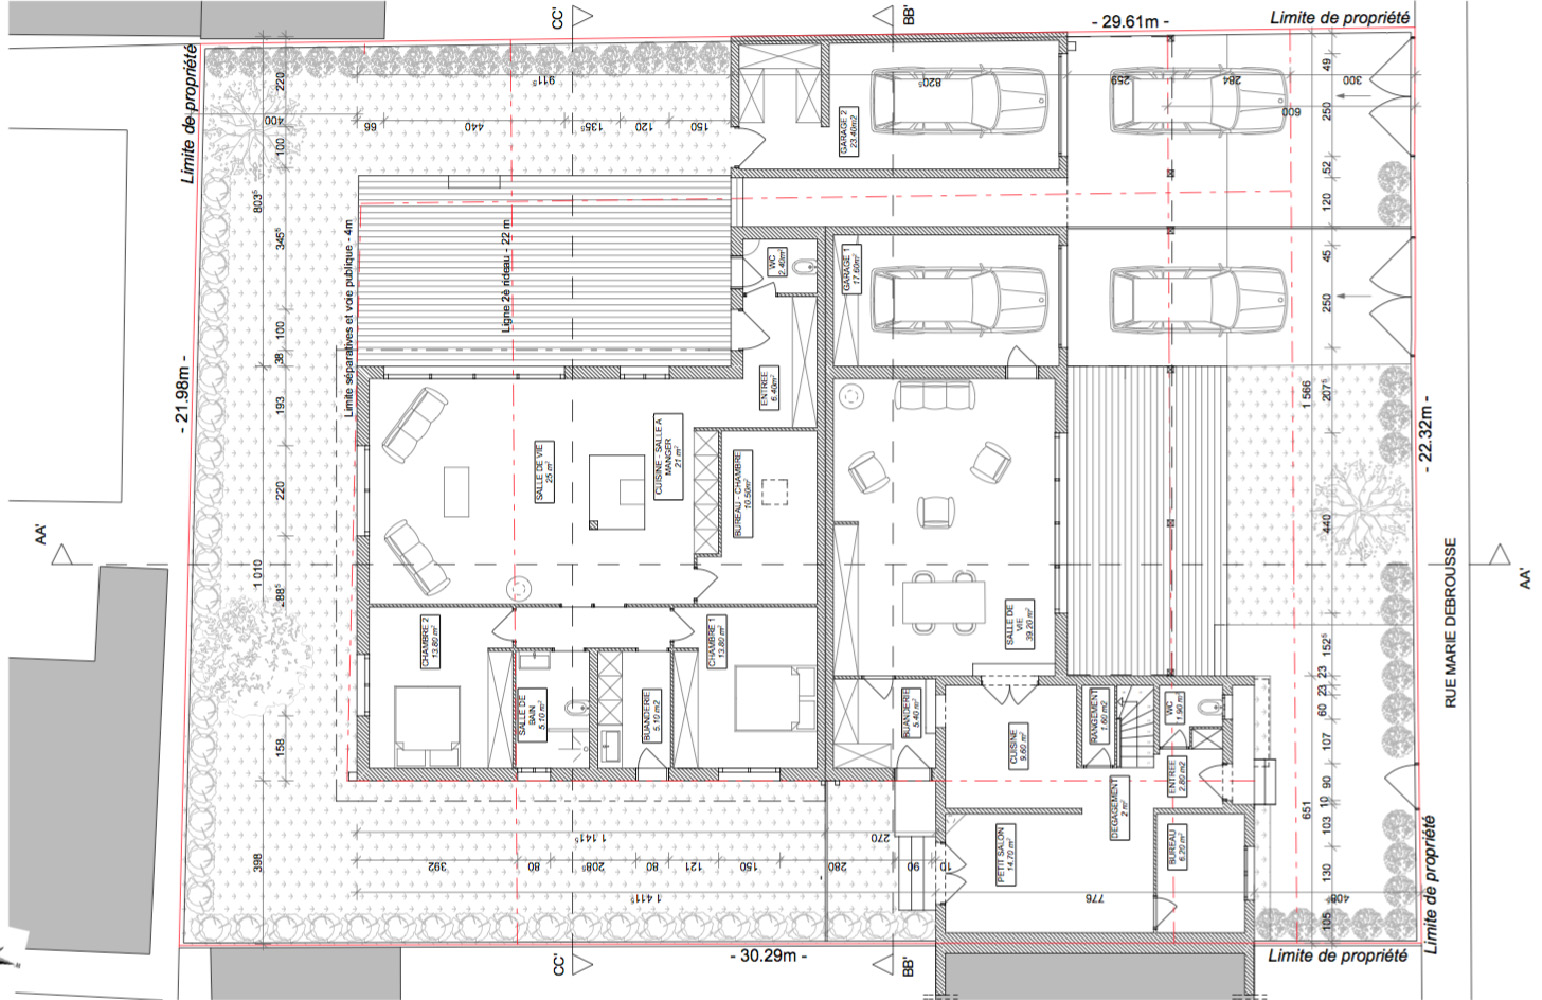 CC'
BB'
- 29.61m -
Limite de propriété
Limite de propriété
220
400
100
803⁵
345⁵
100
38
193
220
1 010
288⁵
158
398
911⁵
66
440
135⁵
120
150
820⁵
259
284
300
600
49
250
52
120
45
250
1 566
207⁵
440
152⁵
23
23
60
107
90
10
103
130
105
651
GARAGE 2
23.40m2
GARAGE 1
17.60m2
WC
2.40m²
ENTREE
6.40m²
Limite séparatives et voie publique - 4m
Ligne 2è rideau - 22 m
- 21.98m -
- 22.32m -
SALLE DE VIE
25 m²
CUISINE - SALLE A
MANGER
21 m²
BUREAU - CHAMBRE
10.50m²
SALLE DE
VIE
39.20 m²
AA'
AA'
RUE MARIE DEBROUSSE
CHAMBRE 2
13.80 m²
CHAMBRE 1
13.80 m²
SALLE DE
BAIN
5.10 m²
BUANDERIE
5.10 m2
BUANDERIE
5.40 m²
CUISINE
9.60 m²
RANGEMENT
1.60 m2
WC
1.90 m²
ENTREE
2.80 m2
DEGAGEMENT
2 m²
PETIT SALON
14.70 m²
BUREAU
6.20 m²
1 141⁵
270
392
80
208⁵
80
121
150
280
90
10
1 411⁵
776
408⁵
Limite de propriété
Limite de propriété
CC'
- 30.29m -
BB'